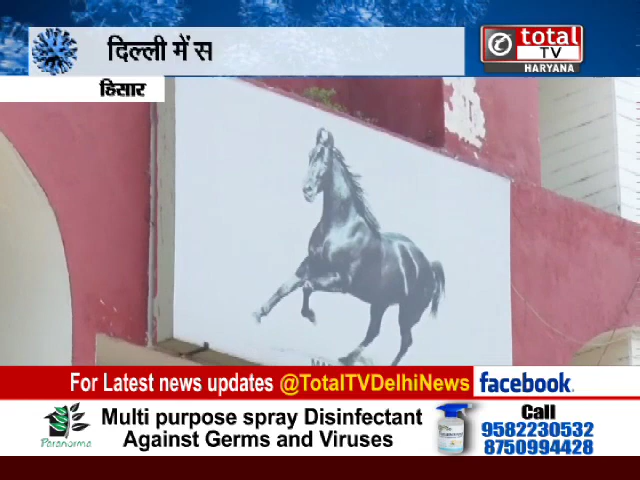 दिल्ली में स
total
TV
HARYANA
हिसार
For Latest news updates @TotalTVDelhiNews facebook.
Paranorma
Multi purpose spray Disinfectant
Against Germs and Viruses
Call
9582230532
8750994428